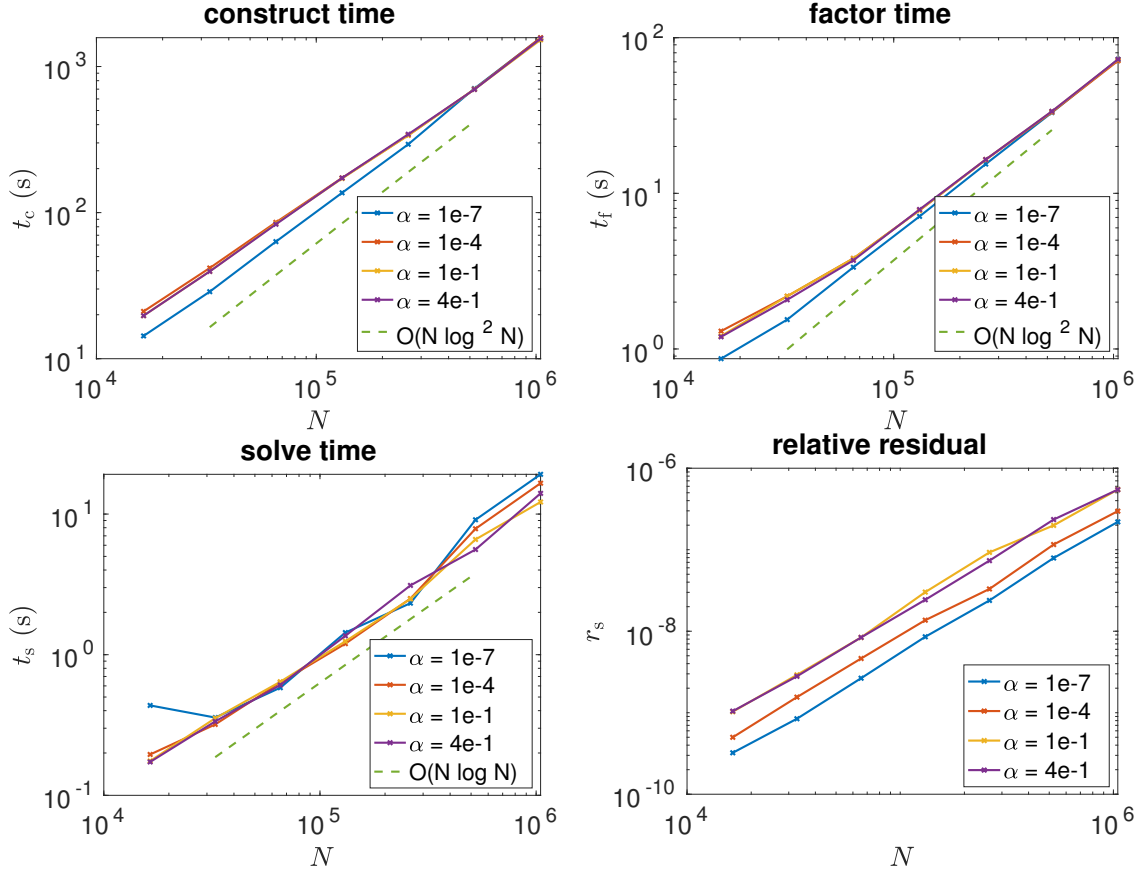 construct time
10^3
10^2
10^1
t_c (s)
α = 1e-7
α = 1e-4
α = 1e-1
α = 4e-1
O(N log ^2 N)
10^4
10^5
10^6
N
factor time
10^2
10^1
10^0
t_f (s)
α = 1e-7
α = 1e-4
α = 1e-1
α = 4e-1
O(N log ^2 N)
10^4
10^5
10^6
N
solve time
10^1
10^0
10^-1
t_s (s)
α = 1e-7
α = 1e-4
α = 1e-1
α = 4e-1
O(N log N)
10^4
10^5
10^6
N
relative residual
10^-6
10^-8
10^-10
r_s
α = 1e-7
α = 1e-4
α = 1e-1
α = 4e-1
10^4
10^5
10^6
N